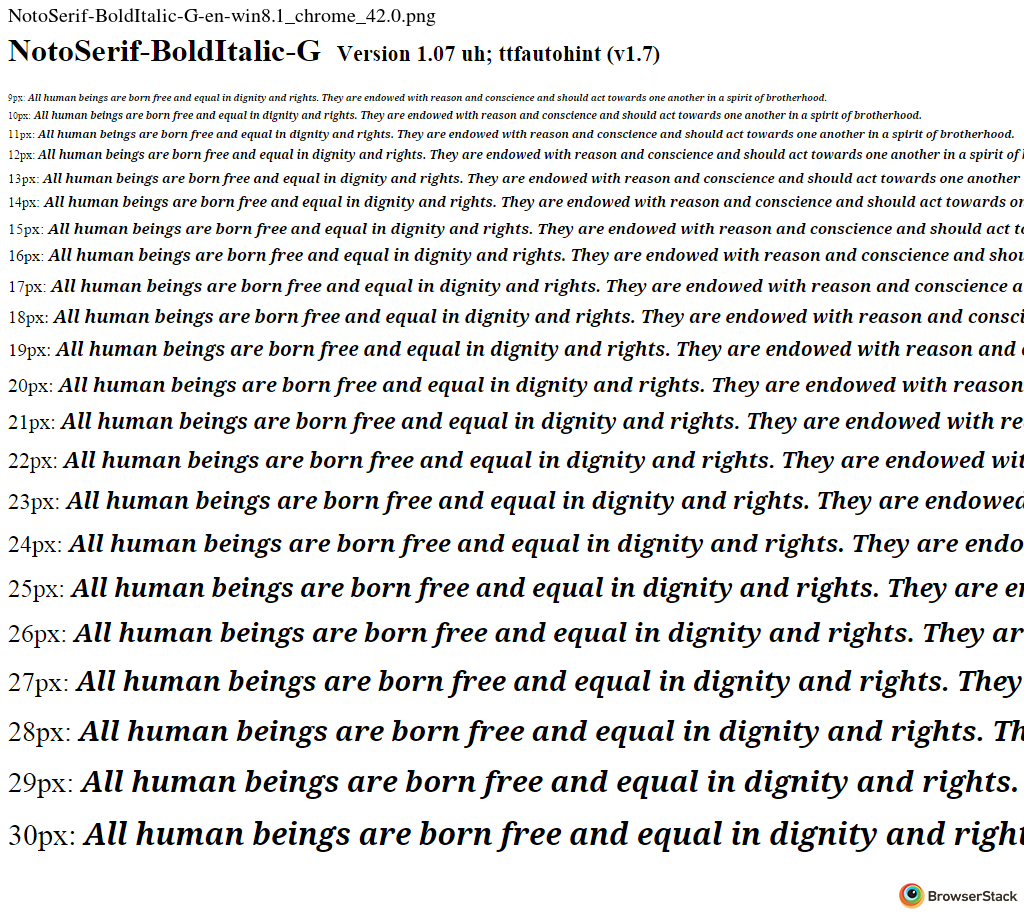 NotoSerif-BoldItalic-G-en-win8.1_chrome_42.0.png
NotoSerif-BoldItalic-G Version 1.07 uh; ttfautohint (v1.7)
9px: All human beings are born free and equal in dignity and rights. They are endowed with reason and conscience and should act towards one another in a spirit of brotherhood.
10px: All human beings are born free and equal in dignity and rights. They are endowed with reason and conscience and should act towards one another in a spirit of brotherhood.
11px: All human beings are born free and equal in dignity and rights. They are endowed with reason and conscience and should act towards one another in a spirit of brotherhood.
12px: All human beings are born free and equal in dignity and rights. They are endowed with reason and conscience and should act towards one another in a spirit of
13px: All human beings are born free and equal in dignity and rights. They are endowed with reason and conscience and should act towards one another
14px: All human beings are born free and equal in dignity and rights. They are endowed with reason and conscience and should act towards on
15px: All human beings are born free and equal in dignity and rights. They are endowed with reason and conscience and should act to
16px: All human beings are born free and equal in dignity and rights. They are endowed with reason and conscience and shou
17px: All human beings are born free and equal in dignity and rights. They are endowed with reason and conscience a
18px: All human beings are born free and equal in dignity and rights. They are endowed with reason and consci
19px: All human beings are born free and equal in dignity and rights. They are endowed with reason and
20px: All human beings are born free and equal in dignity and rights. They are endowed with reason
21px: All human beings are born free and equal in dignity and rights. They are endowed with re
22px: All human beings are born free and equal in dignity and rights. They are endowed wit
23px: All human beings are born free and equal in dignity and rights. They are endowed
24px: All human beings are born free and equal in dignity and rights. They are endo
25px: All human beings are born free and equal in dignity and rights. They are en
26px: All human beings are born free and equal in dignity and rights. They ar
27px: All human beings are born free and equal in dignity and rights. They
28px: All human beings are born free and equal in dignity and rights. Th
29px: All human beings are born free and equal in dignity and rights.
30px: All human beings are born free and equal in dignity and right
BrowserStack